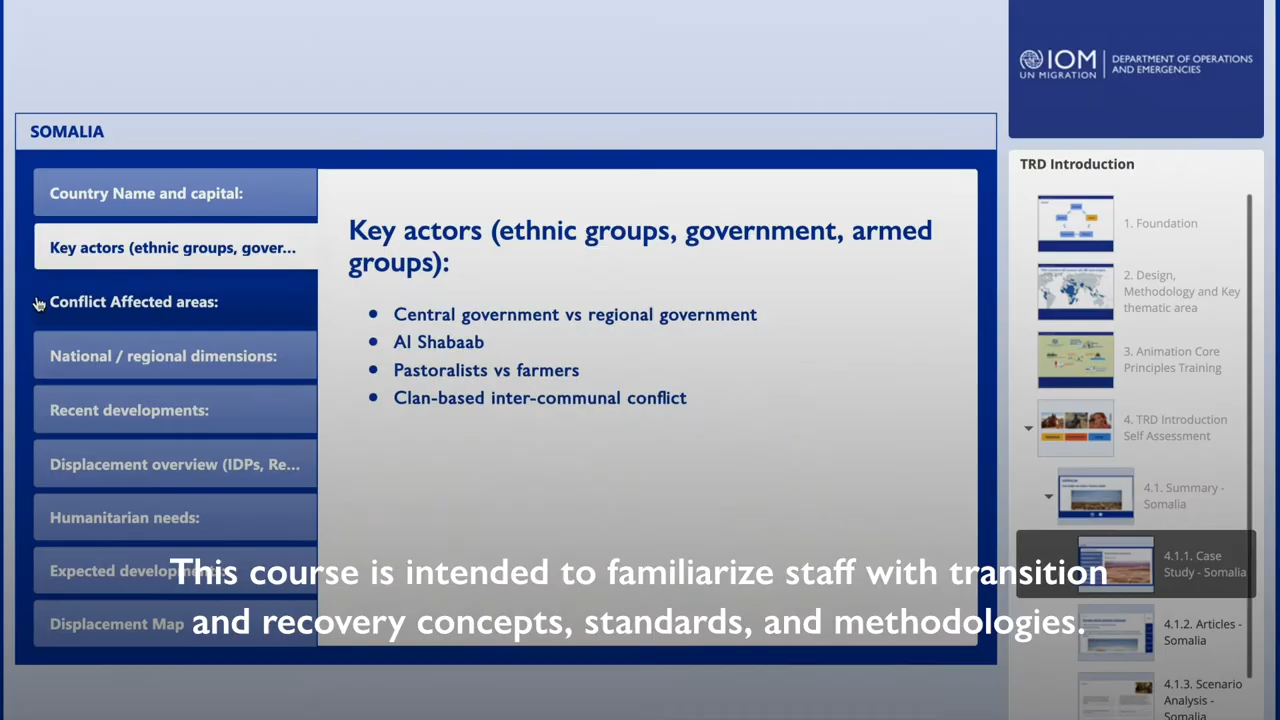 SOMALIA
Country Name and capital:
Key actors (ethnic groups, gover...
Conflict Affected areas:
National / regional dimensions:
Recent developments:
Displacement overview (IDPs, Re...
Humanitarian needs:
Expected developments:
Displacement Map
Key actors (ethnic groups, government, armed
groups):
• Central government vs regional government
• Al Shabaab
• Pastoralists vs farmers
• Clan-based inter-communal conflict
This course is intended to familiarize staff with transition
and recovery concepts, standards, and methodologies.
IOM
UN MIGRATION
DEPARTMENT OF OPERATIONS
AND EMERGENCIES
TRD Introduction
1. Foundation
2. Design,
Methodology and Key
thematic area
3. Animation Core
Principles Training
4. TRD Introduction
Self Assessment
4.1. Summary -
Somalia
4.1.1. Case
Study - Somalia
4.1.2. Articles -
Somalia
4.1.3. Scenario
Analysis -
Somalia